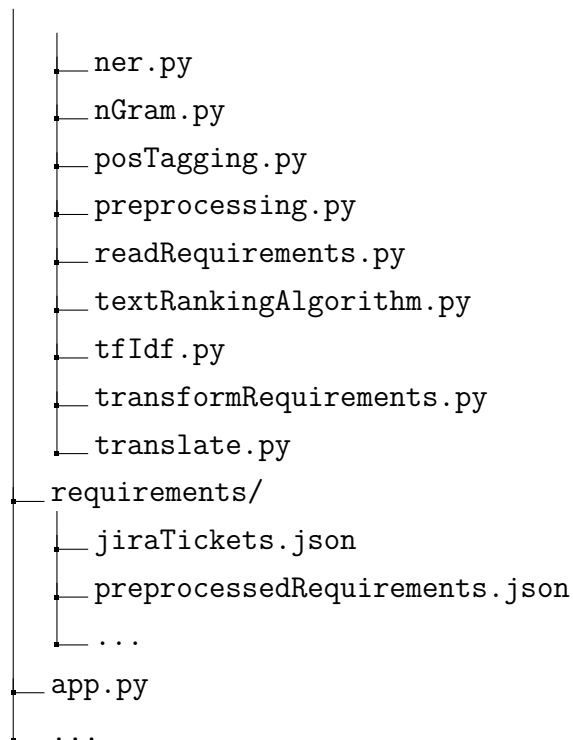 ner.py
nGram.py
posTagging.py
preprocessing.py
readRequirements.py
textRankingAlgorithm.py
tfIdf.py
transformRequirements.py
translate.py
requirements/
jiraTickets.json
preprocessedRequirements.json
...
app.py
...